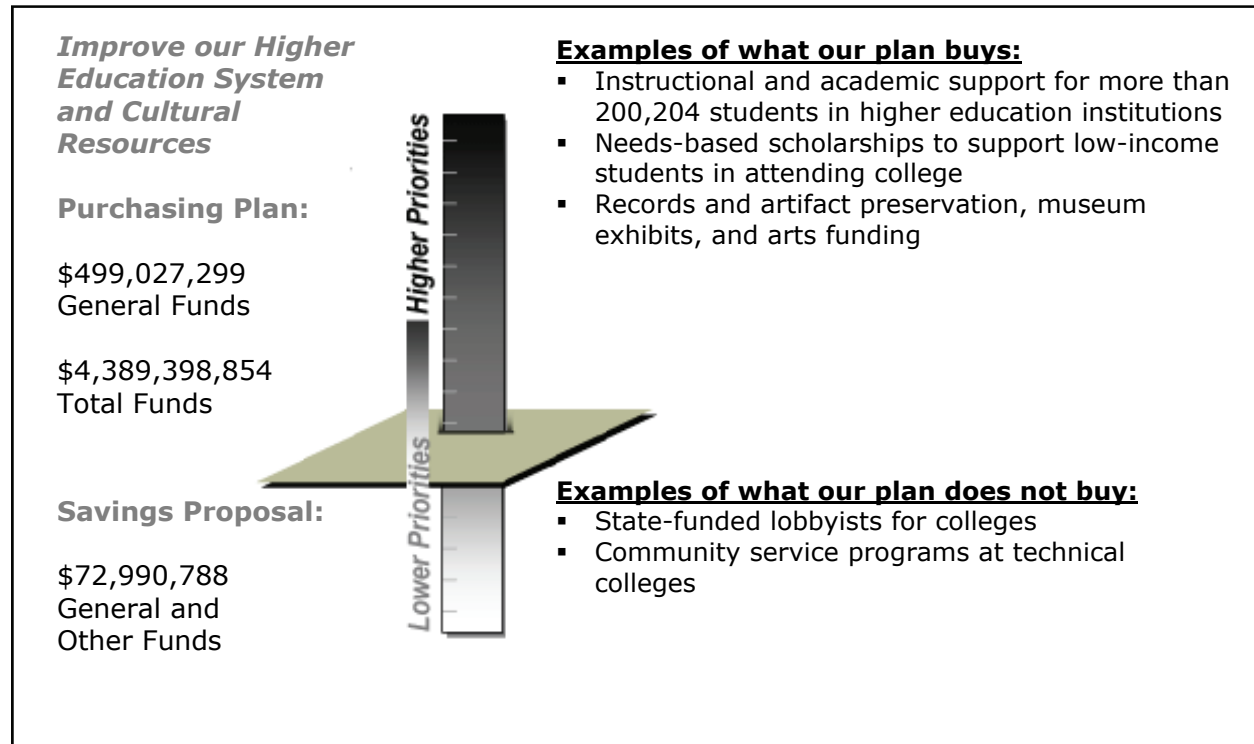 Improve our Higher
Education System
and Cultural
Resources
Purchasing Plan:
$499,027,299
General Funds
$4,389,398,854
Total Funds
Savings Proposal:
$72,990,788
General and
Other Funds
Higher Priorities
Lower Priorities
Examples of what our plan buys:
▪ Instructional and academic support for more than
200,204 students in higher education institutions
▪ Needs-based scholarships to support low-income
students in attending college
▪ Records and artifact preservation, museum
exhibits, and arts funding
Examples of what our plan does not buy:
▪ State-funded lobbyists for colleges
▪ Community service programs at technical
colleges